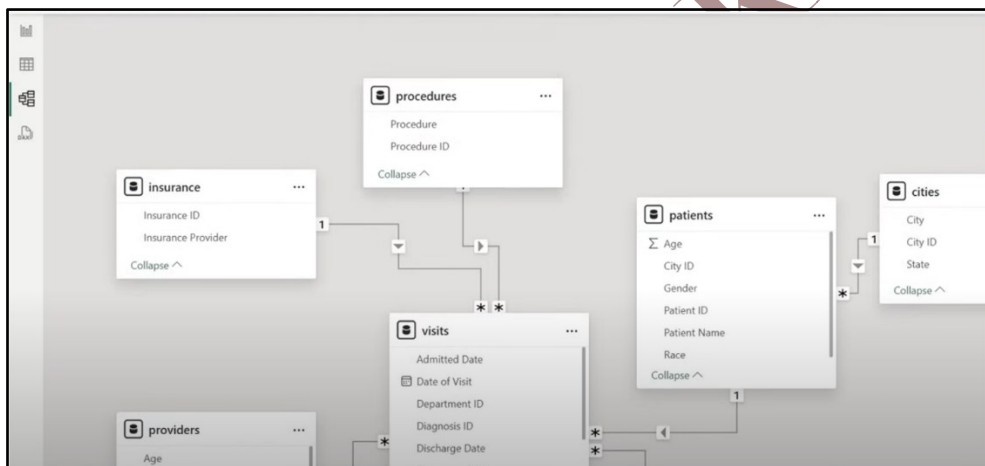 procedures
Procedure
Procedure ID
Collapse
insurance
Insurance ID
Insurance Provider
Collapse
1
patients
Age
City ID
Gender
Patient ID
Patient Name
Race
Collapse
1
cities
City
City ID
State
Collapse
1
*
* *
visits
Admitted Date
Date of Visit
Department ID
Diagnosis ID
Discharge Date
*
*
*
providers
Age